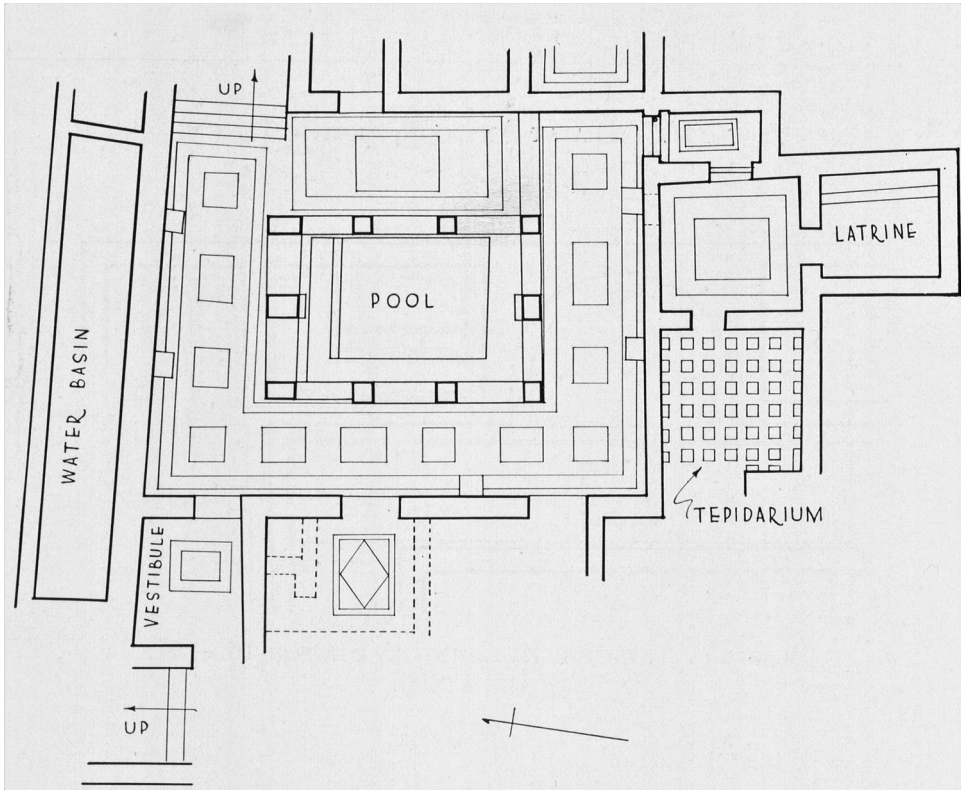 UP
POOL
LATRINE
WATER BASIN
TEPIDARIUM
VESTIBULE
UP